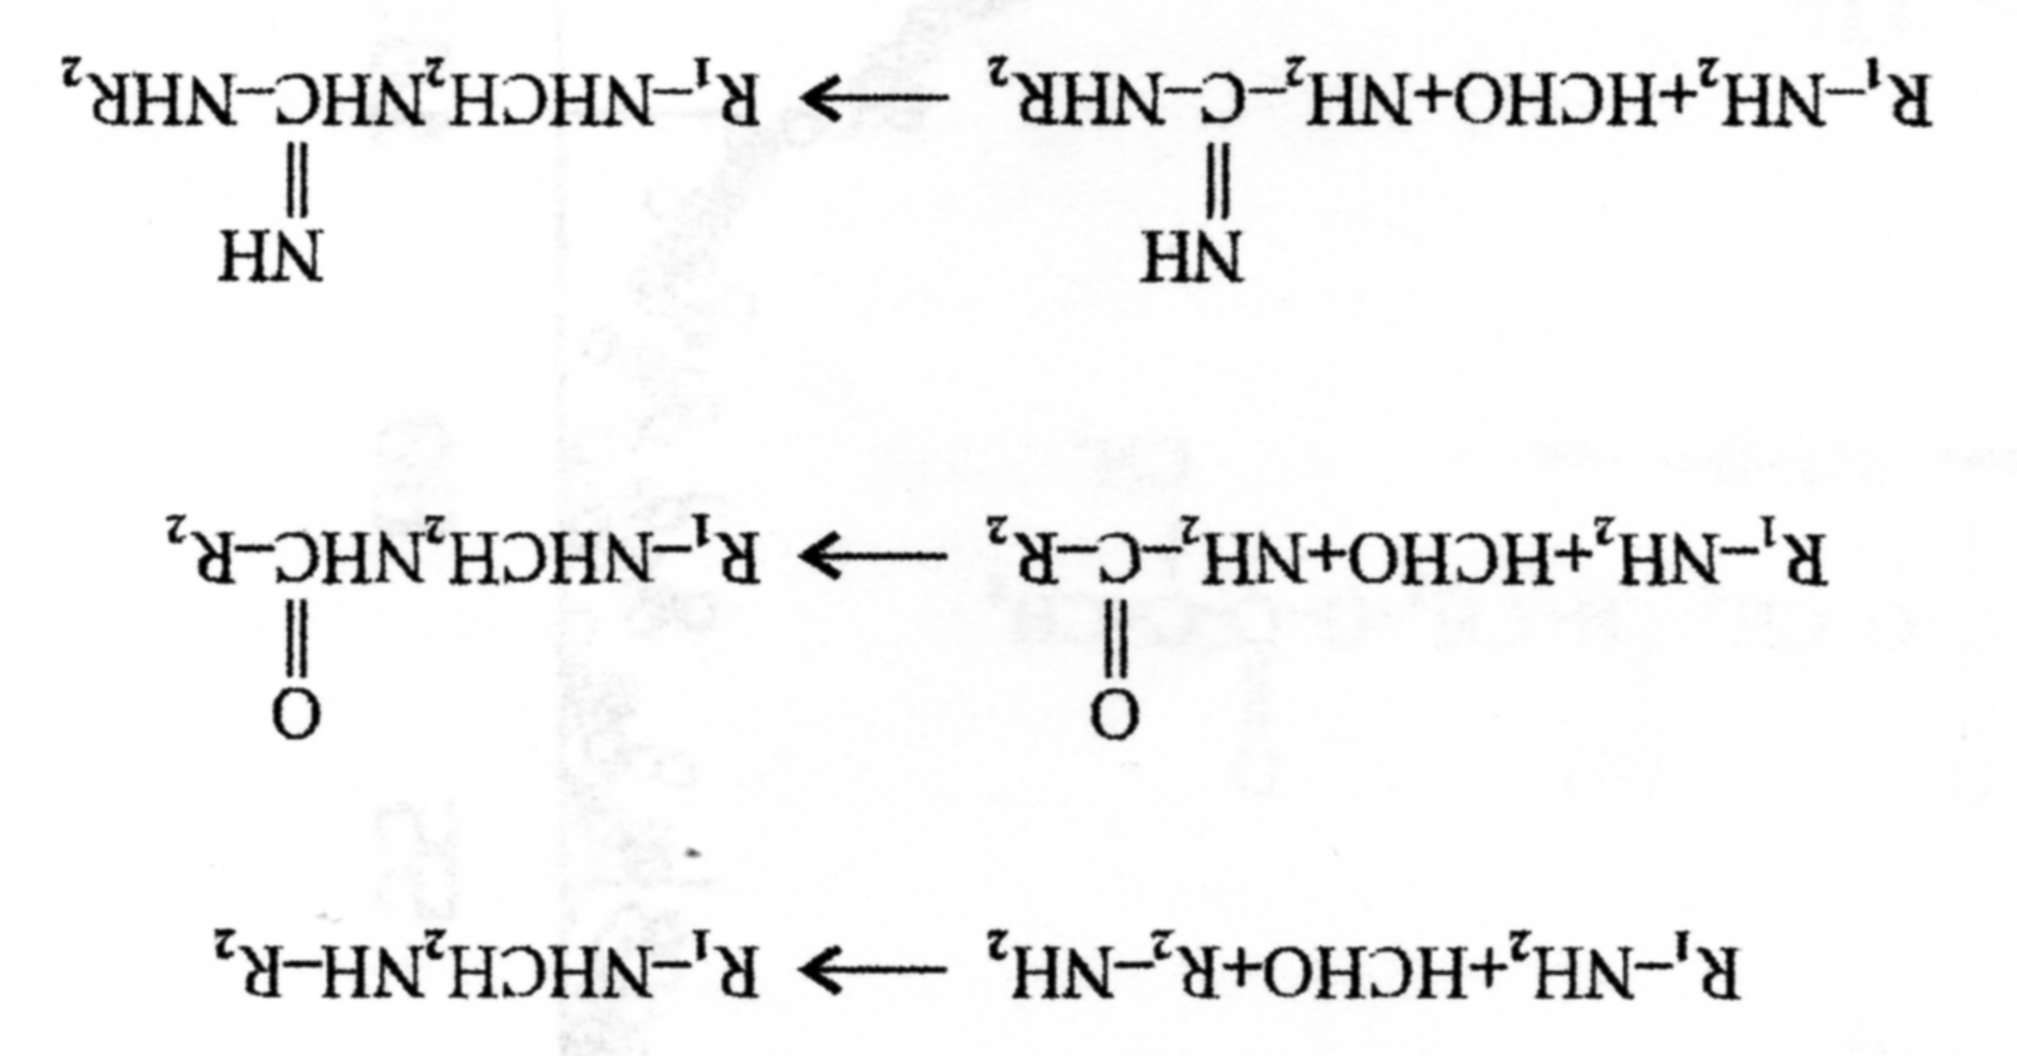 R₁–NH₂+HCHO+R₂–NH₂ ⟶ R₁–NHCH₂NH–R₂
O O
‖ ‖
R₁–NH₂+HCHO+NH₂–C–R₂ ⟶ R₁–NHCH₂NHC–R₂
NH NH
‖ ‖
R₁–NH₂+HCHO+NH₂–C–NHR₂ ⟶ R₁–NHCH₂NHC–NHR₂